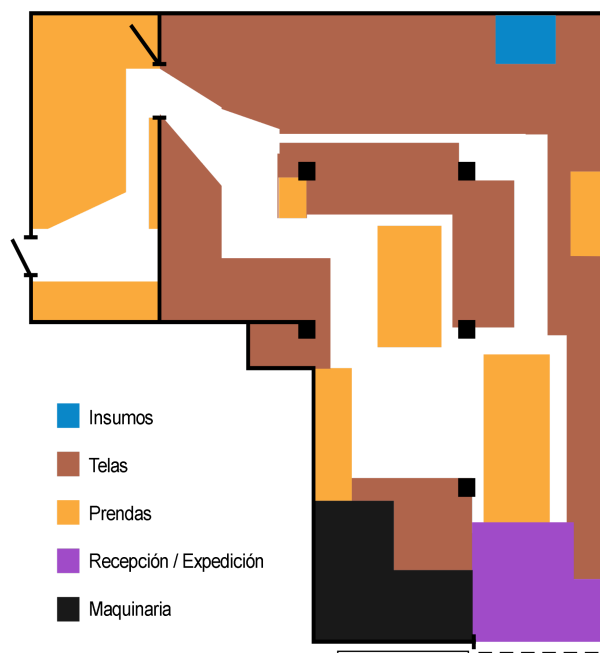 Insumos
Telas
Prendas
Recepción / Expedición
Maquinaria